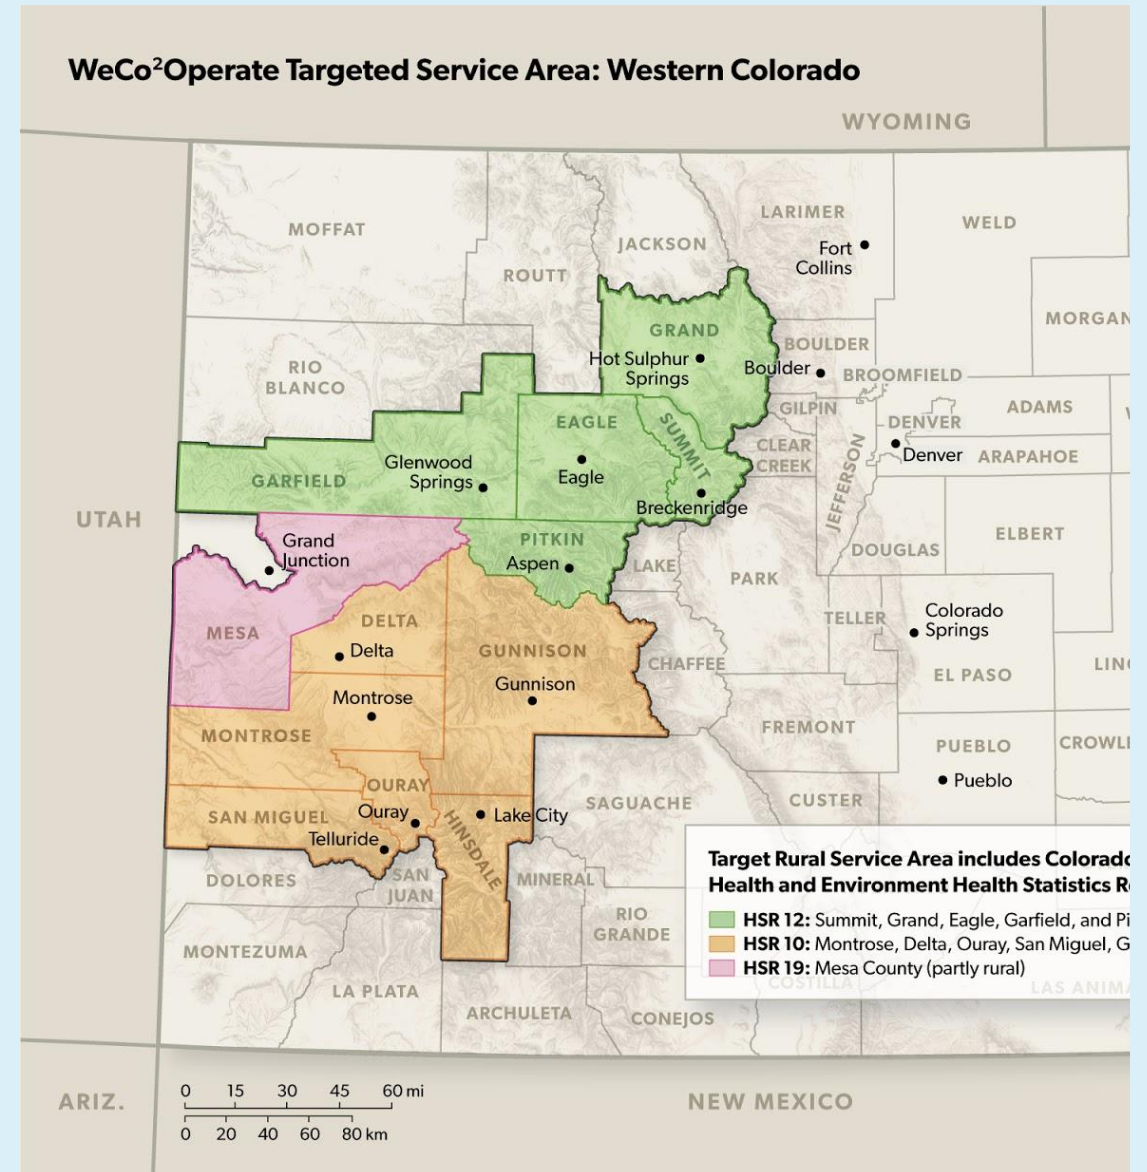 WeCo²Operate Targeted Service Area: Western Colorado
WYOMING
LARIMER
WELD
MOFFAT
JACKSON
Fort
Collins
ROUTT
MORGAN
GRAND
BOULDER
Hot Sulphur
Springs
Boulder
RIO
BLANCO
BROOMFIELD
GILPIN
ADAMS
EAGLE
SUMMIT
DENVER
CLEAR
CREEK
Denver
ARAPAHOE
Glenwood
Springs
GARFIELD
Eagle
JEFFERSON
Breckenridge
UTAH
Grand
Junction
PITKIN
Aspen
LAKE
DOUGLAS
ELBERT
PARK
MESA
DELTA
TELLER
Colorado
Springs
Delta
GUNNISON
CHAFFEE
LINC
EL PASO
Montrose
Gunnison
MONTROSE
FREMONT
PUEBLO
CROWL
OURAY
Pueblo
SAN MIGUEL
Ouray
Lake City
SAGUACHE
CUSTER
Telluride
HINSDALE
DOLORES
SAN
JUAN
MINERAL
RIO
GRANDE
MONTEZUMA
LA PLATA
ARCHULETA
CONEJOS
COSTILLA
LAS ANIMA
Target Rural Service Area includes Colorado
Health and Environment Health Statistics R
HSR 12: Summit, Grand, Eagle, Garfield, and Pi
HSR 10: Montrose, Delta, Ouray, San Miguel, G
HSR 19: Mesa County (partly rural)
0 15 30 45 60 mi
0 20 40 60 80 km
ARIZ.
NEW MEXICO